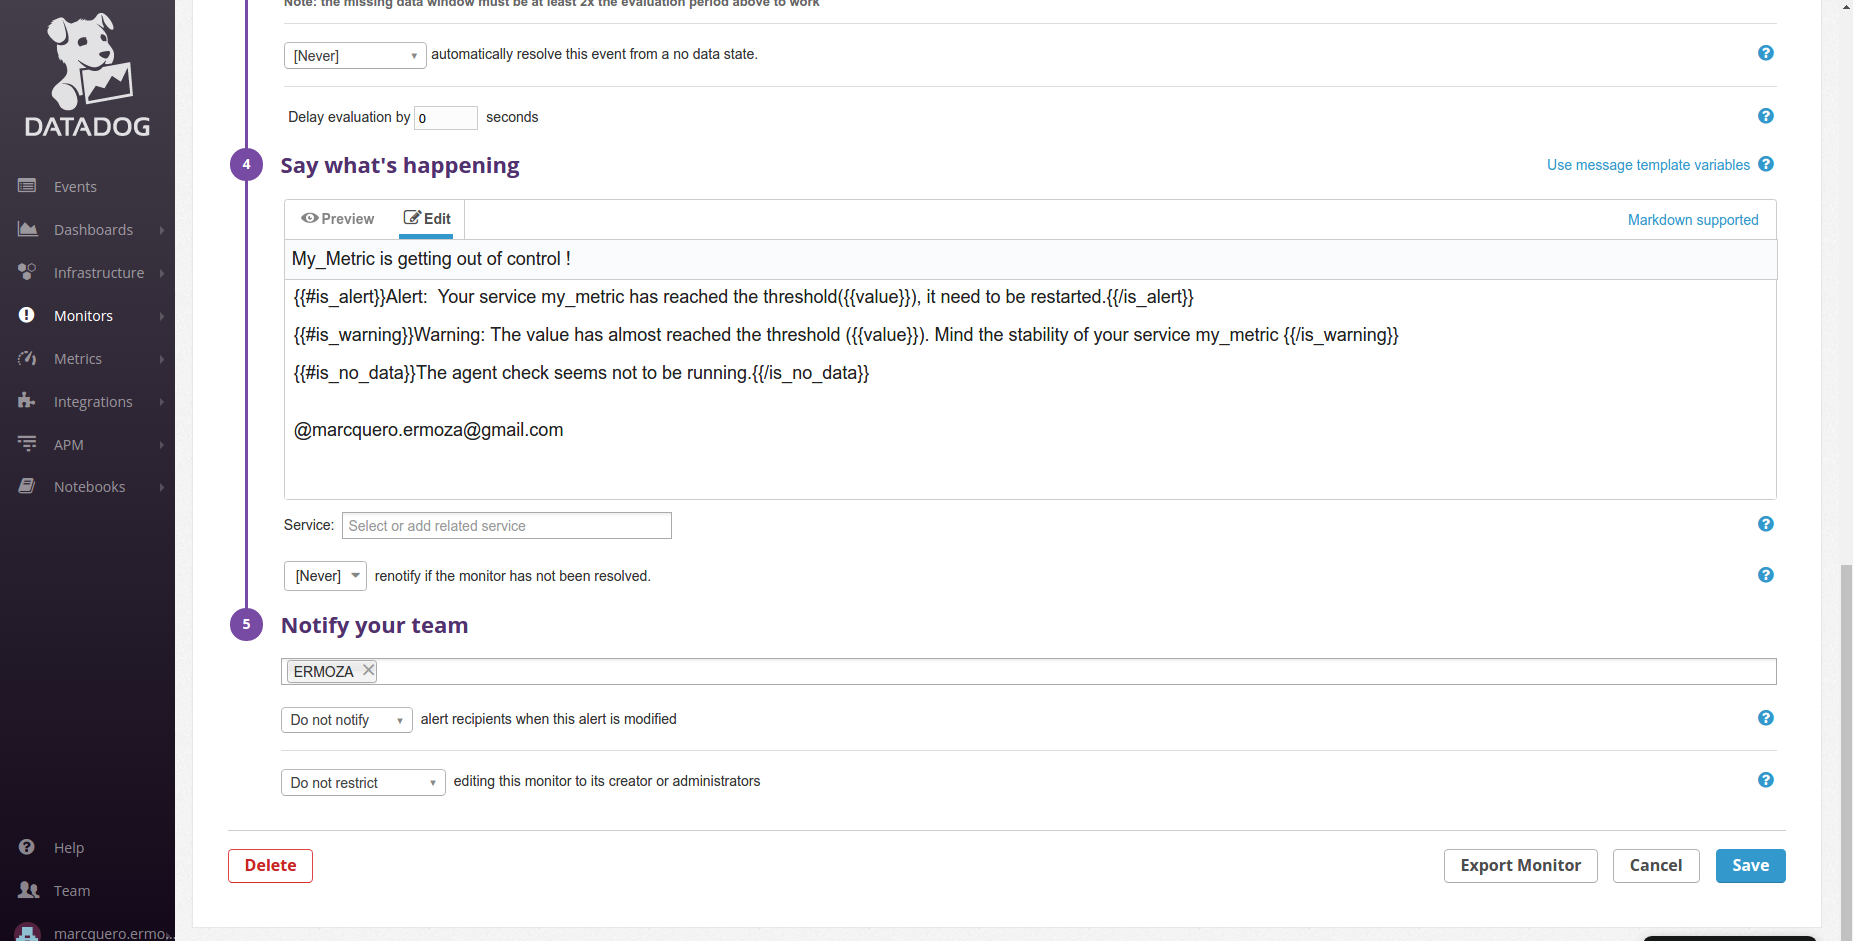 DATADOG
Events
Dashboards
Infrastructure
Monitors
Metrics
Integrations
APM
Notebooks
Help
Team
marcquero.ermo...
Note: the missing data window must be at least 2x the evaluation period above to work
[Never] automatically resolve this event from a no data state.
Delay evaluation by 0 seconds
4 Say what's happening Use message template variables
Preview Edit Markdown supported
My_Metric is getting out of control !
{{#is_alert}}Alert:  Your service my_metric has reached the threshold({{value}}), it need to be restarted.{{/is_alert}}
{{#is_warning}}Warning: The value has almost reached the threshold ({{value}}). Mind the stability of your service my_metric {{/is_warning}}
{{#is_no_data}}The agent check seems not to be running.{{/is_no_data}}
@marcquero.ermoza@gmail.com
Service: Select or add related service
[Never] renotify if the monitor has not been resolved.
5 Notify your team
ERMOZA
Do not notify alert recipients when this alert is modified
Do not restrict editing this monitor to its creator or administrators
Delete Export Monitor Cancel Save